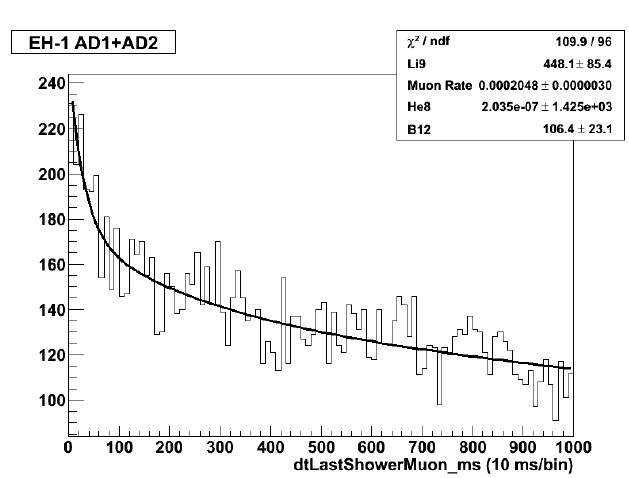 EH-1 AD1+AD2
χ² / ndf 109.9 / 96
Li9 448.1 ± 85.4
Muon Rate 0.0002048 ± 0.0000030
He8 2.035e-07 ± 1.425e+03
B12 106.4 ± 23.1
240
220
200
180
160
140
120
100
0 100 200 300 400 500 600 700 800 900 1000
dtLastShowerMuon_ms (10 ms/bin)